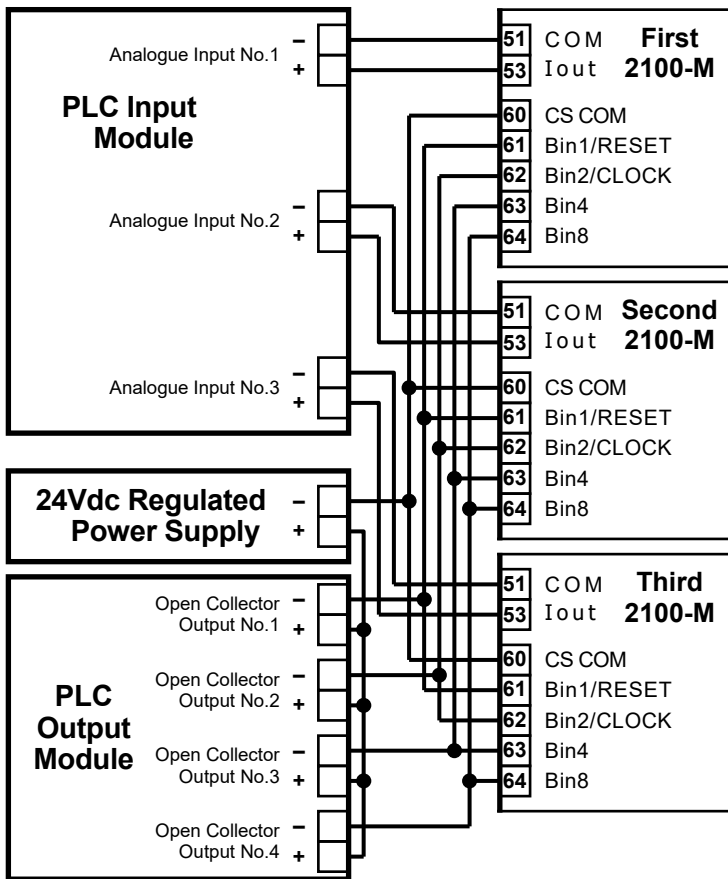 PLC Input
Module
Analogue Input No.1
−
+
Analogue Input No.2
−
+
Analogue Input No.3
−
+
24Vdc Regulated
Power Supply
−
+
PLC
Output
Module
Open Collector
Output No.1
−
+
Open Collector
Output No.2
−
+
Open Collector
Output No.3
−
+
Open Collector
Output No.4
−
+
First
2100-M
51 COM
53 Iout
60 CS COM
61 Bin1/RESET
62 Bin2/CLOCK
63 Bin4
64 Bin8
Second
2100-M
51 COM
53 Iout
60 CS COM
61 Bin1/RESET
62 Bin2/CLOCK
63 Bin4
64 Bin8
Third
2100-M
51 COM
53 Iout
60 CS COM
61 Bin1/RESET
62 Bin2/CLOCK
63 Bin4
64 Bin8